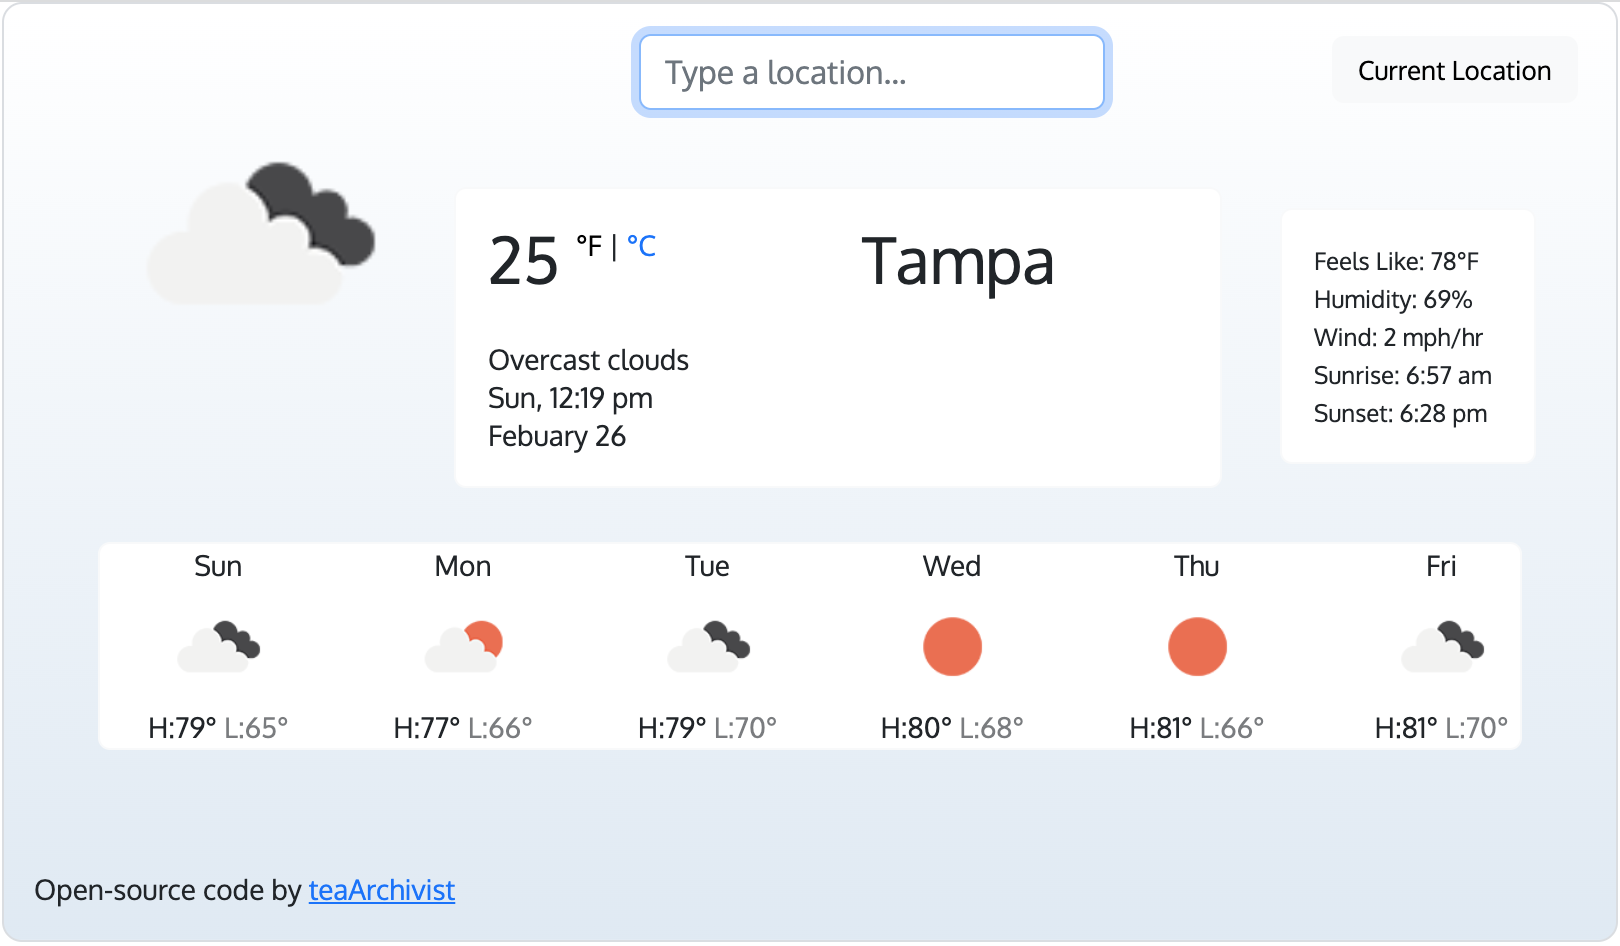 Type a location...
Current Location
25 °F | °C
Tampa
Overcast clouds
Sun, 12:19 pm
Febuary 26
Feels Like: 78°F
Humidity: 69%
Wind: 2 mph/hr
Sunrise: 6:57 am
Sunset: 6:28 pm
Sun Mon Tue Wed Thu Fri
H:79° L:65° H:77° L:66° H:79° L:70° H:80° L:68° H:81° L:66° H:81° L:70°
Open-source code by teaArchivist